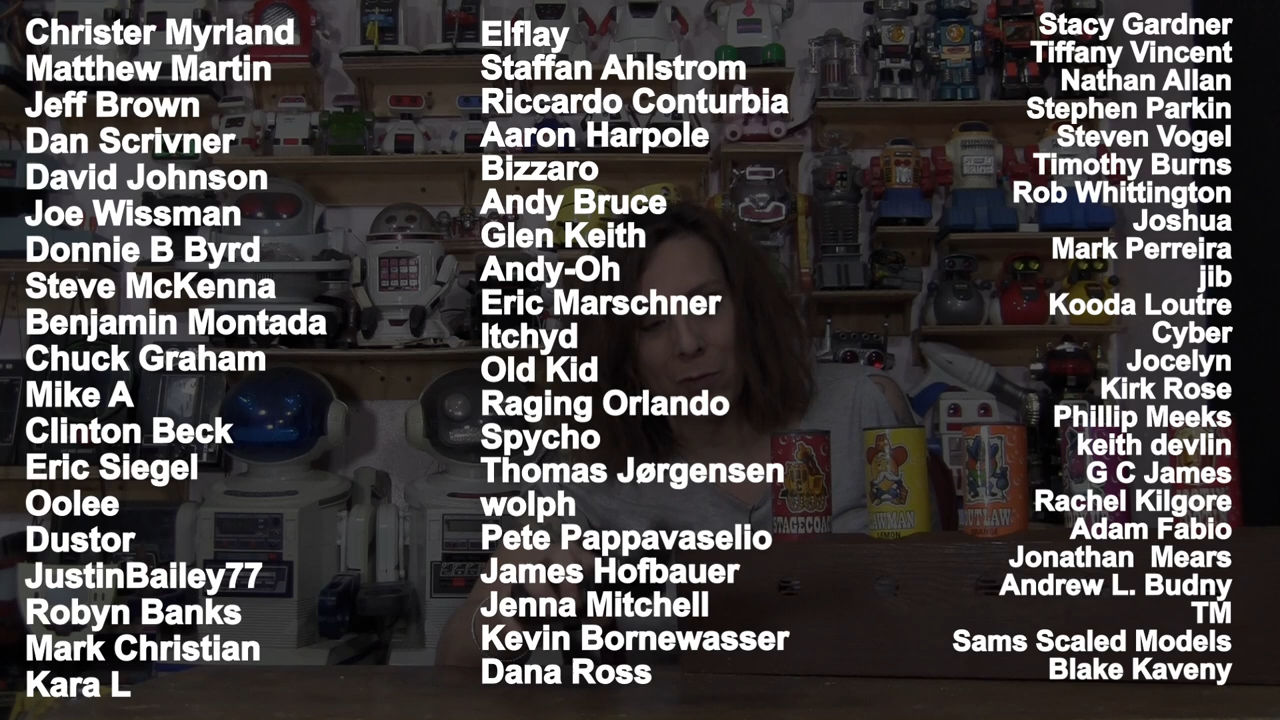 Christer Myrland
Matthew Martin
Jeff Brown
Dan Scrivner
David Johnson
Joe Wissman
Donnie B Byrd
Steve McKenna
Benjamin Montada
Chuck Graham
Mike A
Clinton Beck
Eric Siegel
Oolee
Dustor
JustinBailey77
Robyn Banks
Mark Christian
Kara L
Elflay
Staffan Ahlstrom
Riccardo Conturbia
Aaron Harpole
Bizzaro
Andy Bruce
Glen Keith
Andy-Oh
Eric Marschner
Itchyd
Old Kid
Raging Orlando
Spycho
Thomas Jørgensen
wolph
Pete Pappavaselio
James Hofbauer
Jenna Mitchell
Kevin Bornewasser
Dana Ross
Stacy Gardner
Tiffany Vincent
Nathan Allan
Stephen Parkin
Steven Vogel
Timothy Burns
Rob Whittington
Joshua
Mark Perreira
jib
Kooda Loutre
Cyber
Jocelyn
Kirk Rose
Phillip Meeks
keith devlin
G C James
Rachel Kilgore
Adam Fabio
Jonathan  Mears
Andrew L. Budny
TM
Sams Scaled Models
Blake Kaveny
STAGECOA
AWMAN
LEMON
UTLAW